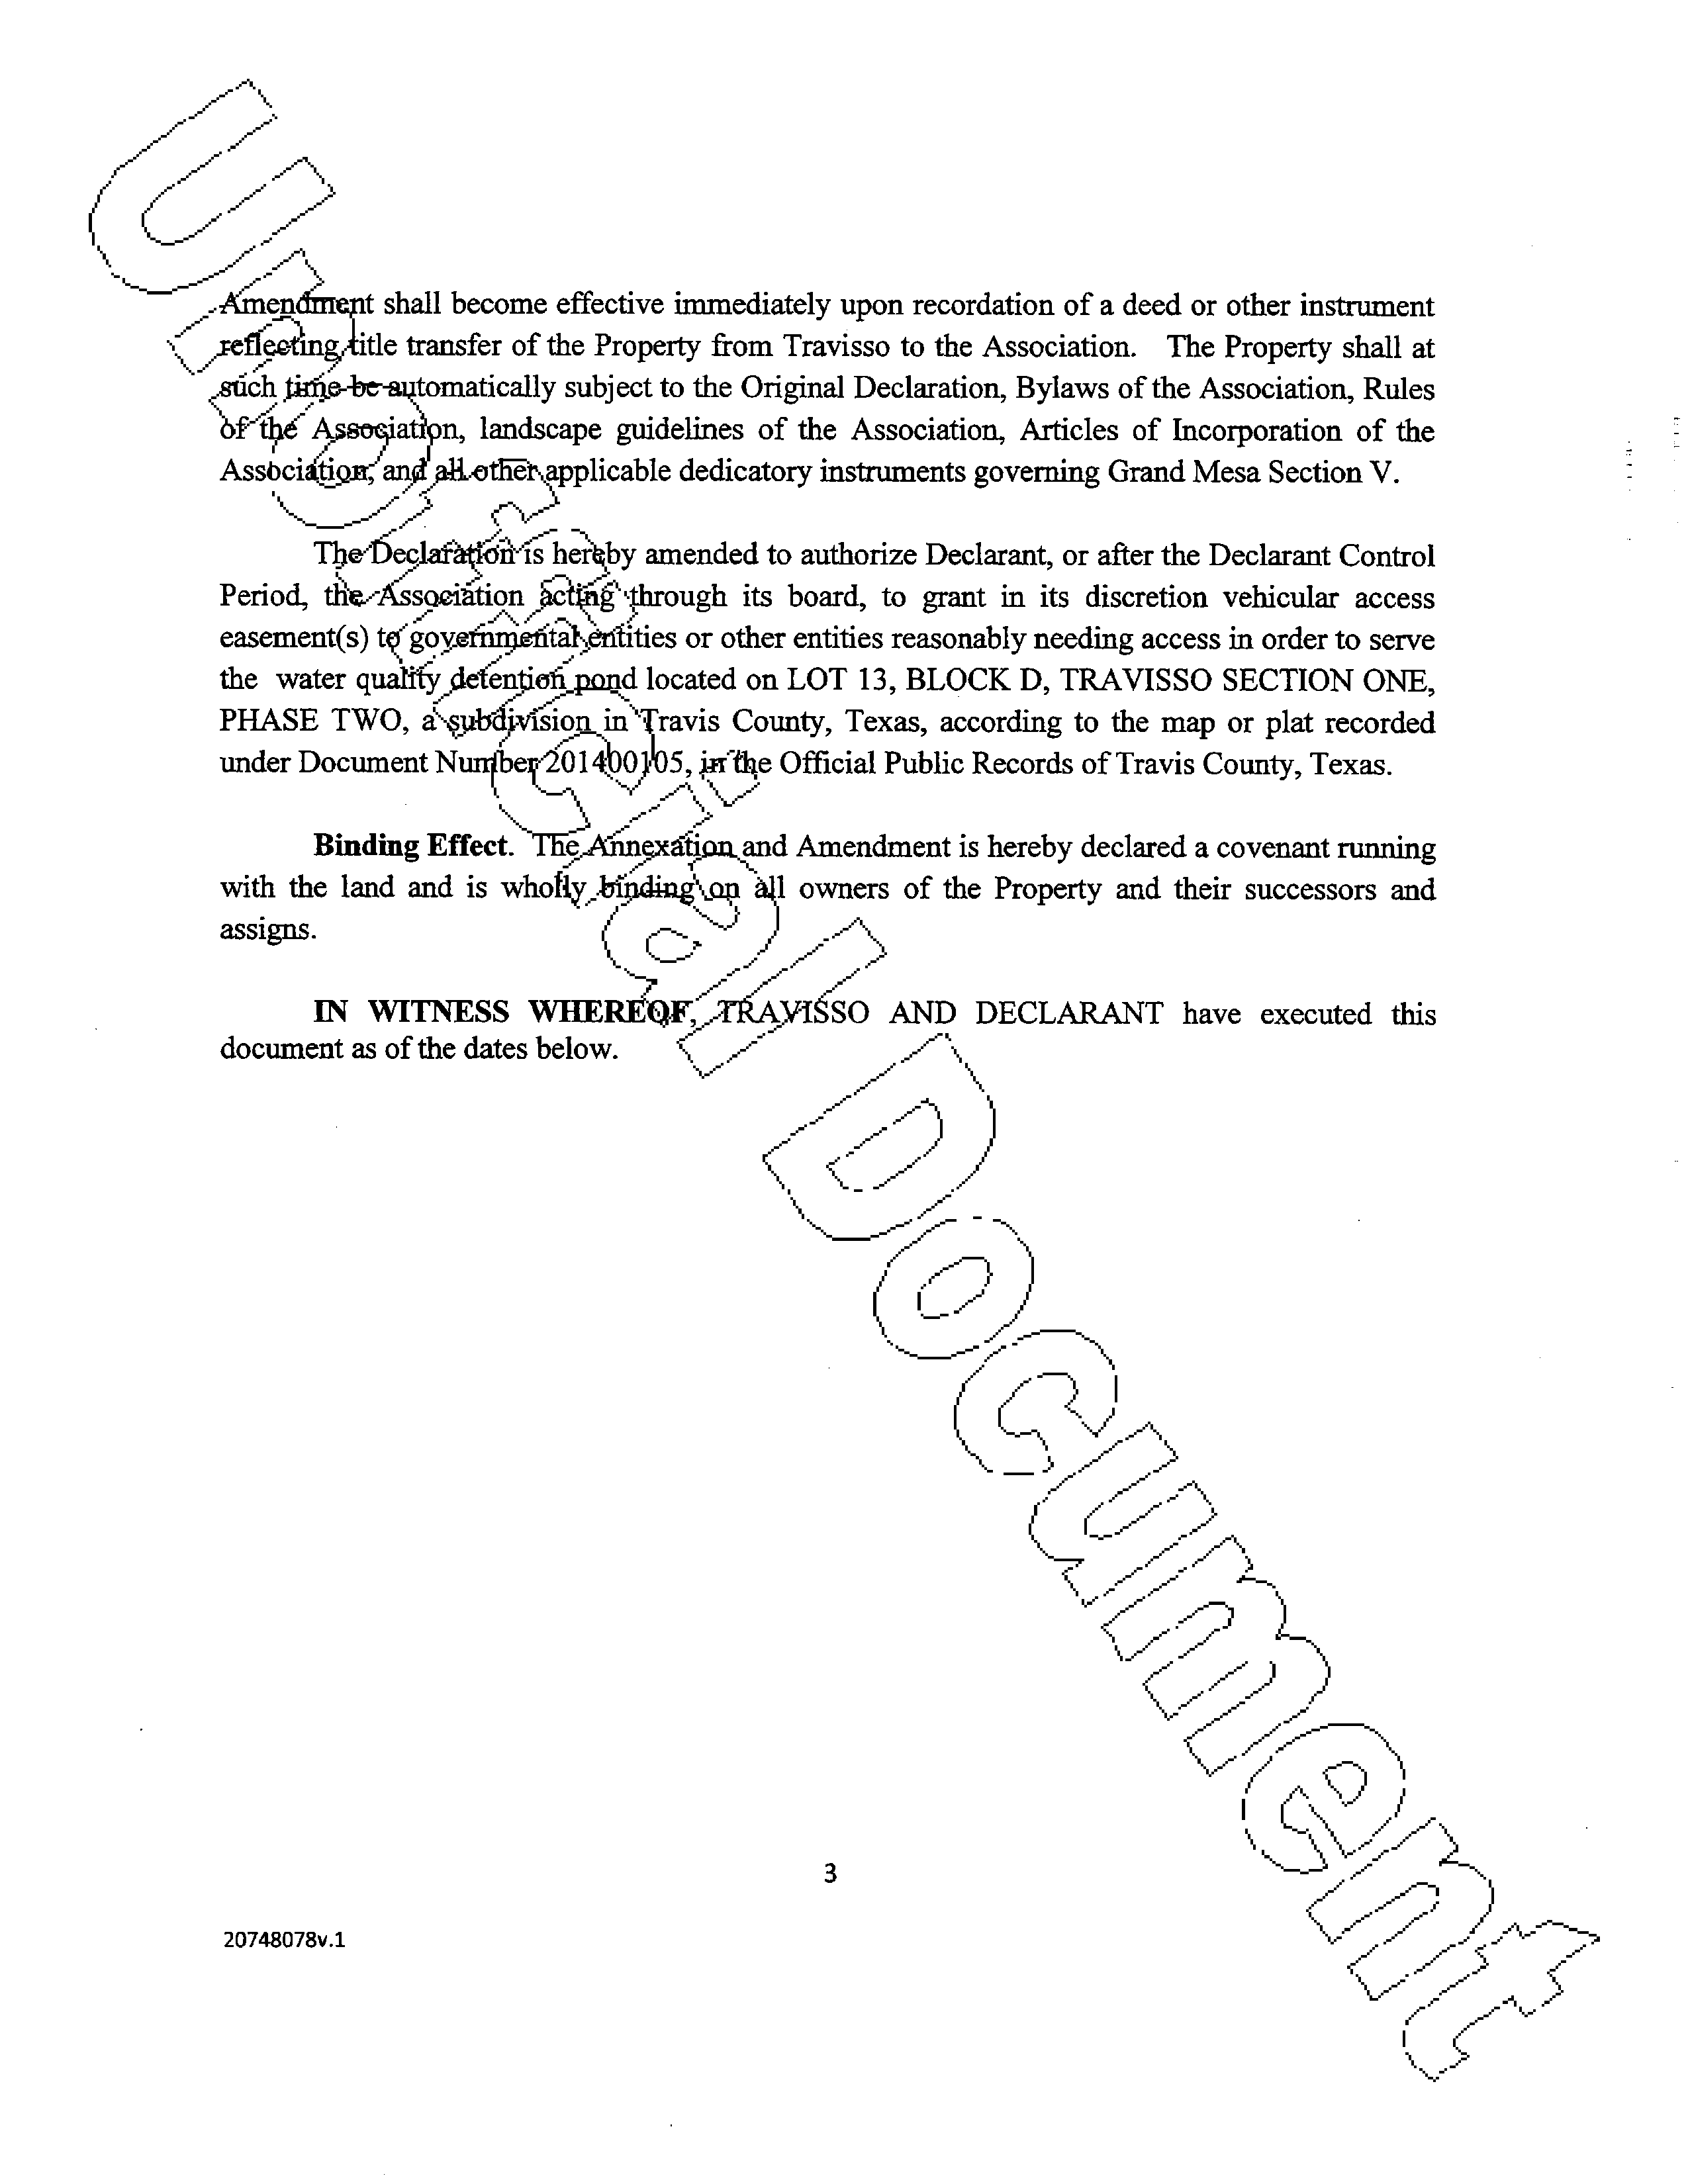 Amendment shall become effective immediately upon recordation of a deed or other instrument
reflecting title transfer of the Property from Travisso to the Association. The Property shall at
such time be automatically subject to the Original Declaration, Bylaws of the Association, Rules
of the Association, landscape guidelines of the Association, Articles of Incorporation of the
Association, and all other applicable dedicatory instruments governing Grand Mesa Section V.
The Declaration is hereby amended to authorize Declarant, or after the Declarant Control
Period, the Association acting through its board, to grant in its discretion vehicular access
easement(s) to governmental entities or other entities reasonably needing access in order to serve
the water quality detention pond located on LOT 13, BLOCK D, TRAVISSO SECTION ONE,
PHASE TWO, a subdivision in Travis County, Texas, according to the map or plat recorded
under Document Number 201400105, in the Official Public Records of Travis County, Texas.
Binding Effect. The Annexation and Amendment is hereby declared a covenant running
with the land and is wholly binding on all owners of the Property and their successors and
assigns.
IN WITNESS WHEREOF, TRAVISSO AND DECLARANT have executed this
document as of the dates below.
3
20748078v.1
Unofficial Document